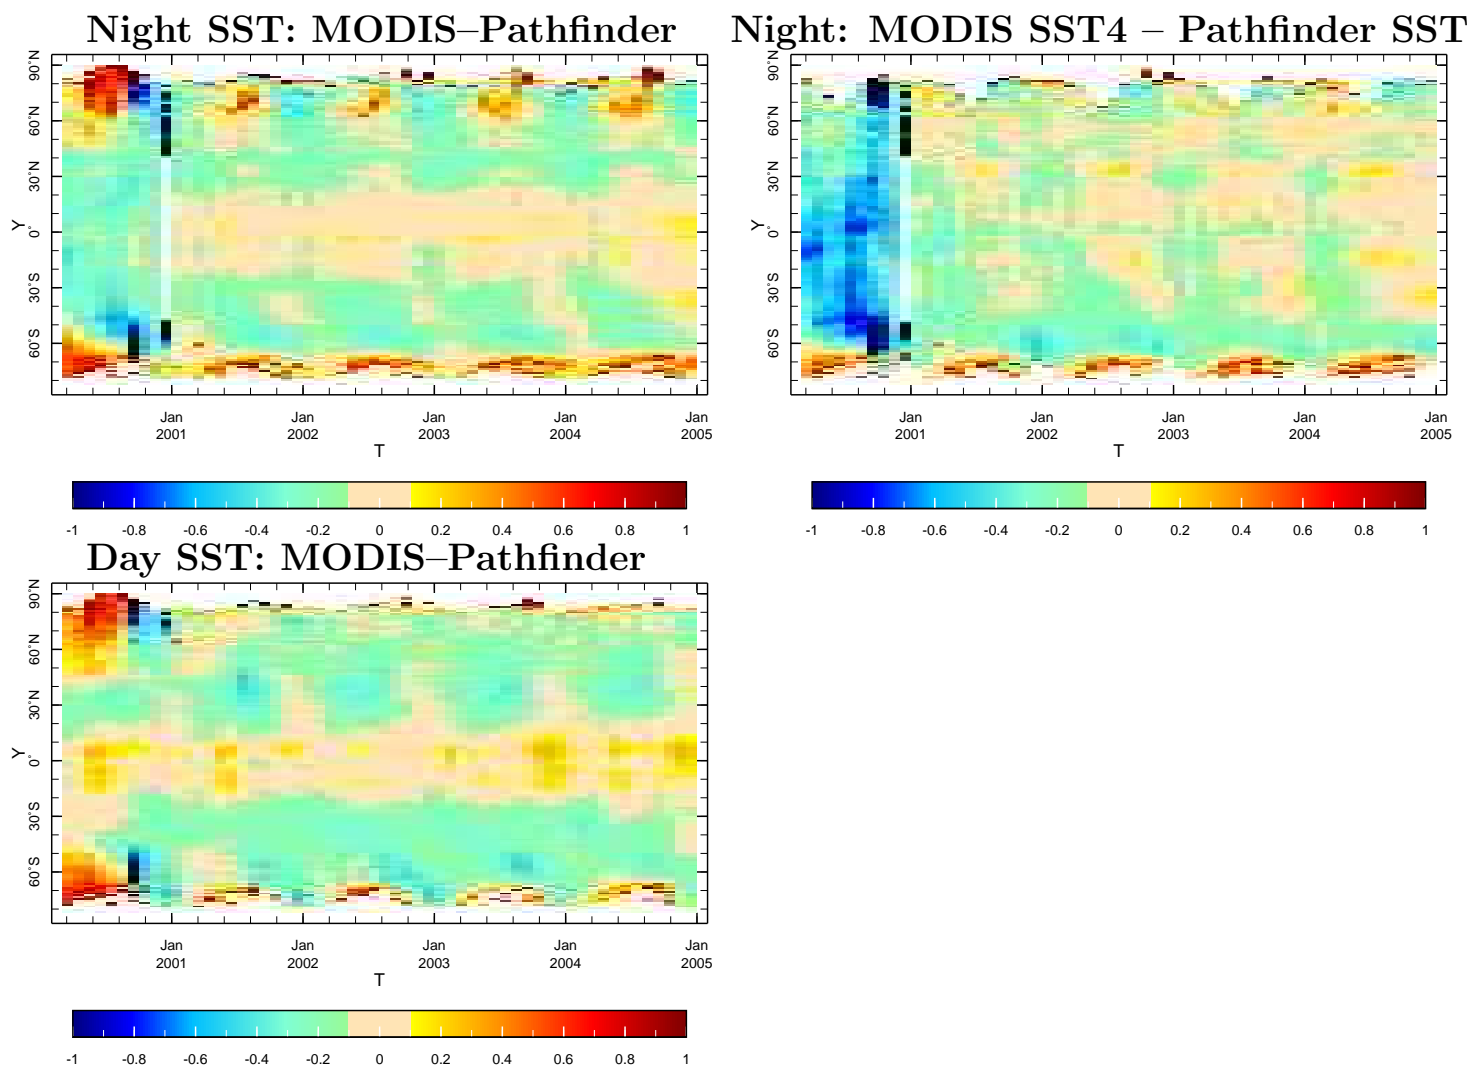 Night SST: MODIS–Pathfinder
90°N
60°N
30°N
0°
30°S
60°S
Y
Jan 2001
Jan 2002
Jan 2003
Jan 2004
Jan 2005
T
-1 -0.8 -0.6 -0.4 -0.2 0 0.2 0.4 0.6 0.8 1
Night: MODIS SST4 – Pathfinder SST
90°N
60°N
30°N
0°
30°S
60°S
Y
Jan 2001
Jan 2002
Jan 2003
Jan 2004
Jan 2005
T
-1 -0.8 -0.6 -0.4 -0.2 0 0.2 0.4 0.6 0.8 1
Day SST: MODIS–Pathfinder
90°N
60°N
30°N
0°
30°S
60°S
Y
Jan 2001
Jan 2002
Jan 2003
Jan 2004
Jan 2005
T
-1 -0.8 -0.6 -0.4 -0.2 0 0.2 0.4 0.6 0.8 1